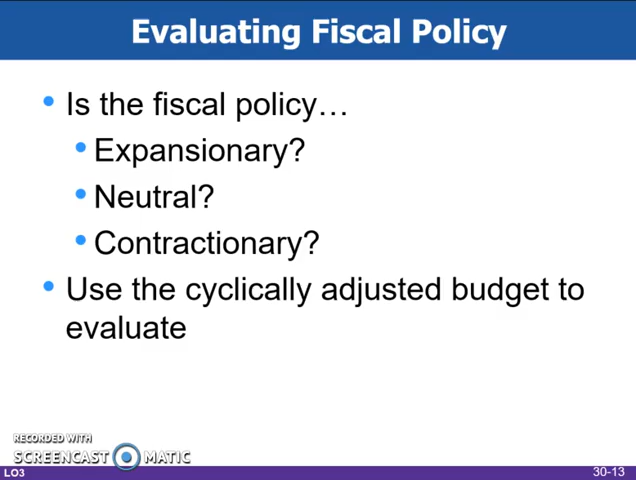 Evaluating Fiscal Policy
• Is the fiscal policy…
• Expansionary?
• Neutral?
• Contractionary?
• Use the cyclically adjusted budget to
evaluate
RECORDED WITH
SCREENCAST MATIC
LO3
30-13